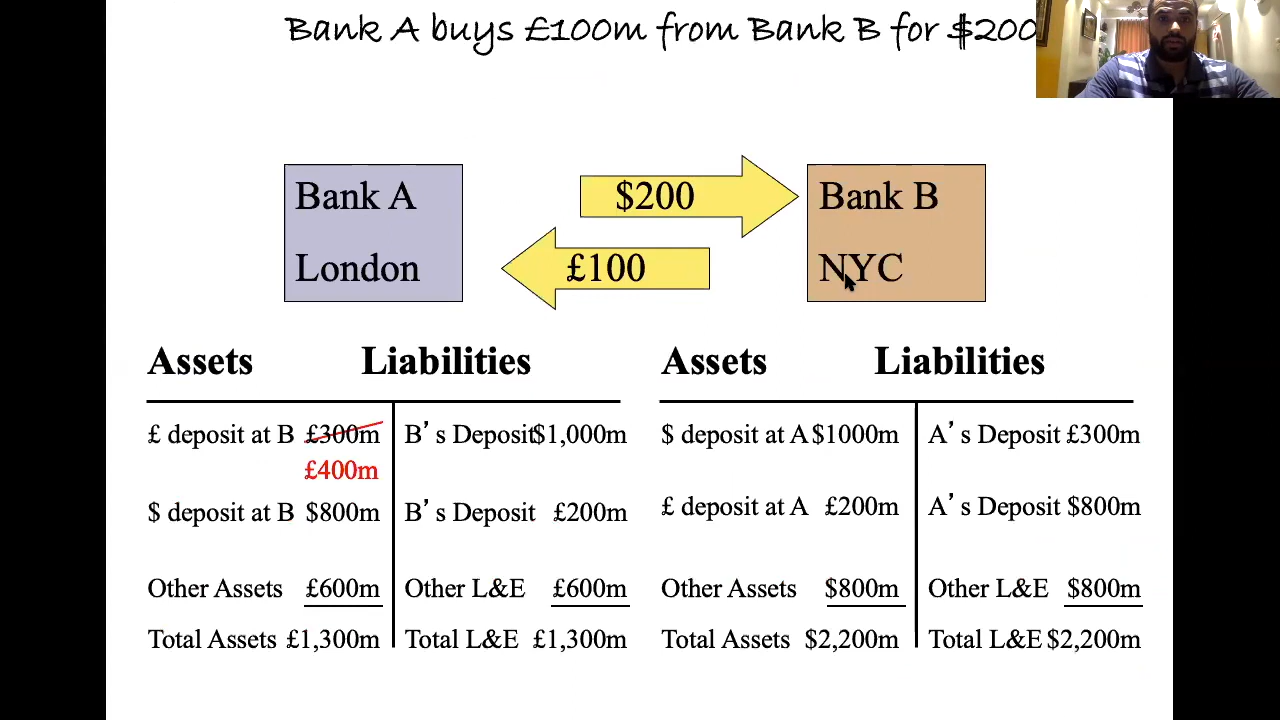 Bank A buys £100m from Bank B for $200
Bank A
London
$200
£100
Bank B
NYC
Assets Liabilities
£ deposit at B £300m B's Deposit $1,000m
£400m
$ deposit at B $800m B's Deposit £200m
Other Assets £600m Other L&E £600m
Total Assets £1,300m Total L&E £1,300m
Assets Liabilities
$ deposit at A $1000m A's Deposit £300m
£ deposit at A £200m A's Deposit $800m
Other Assets $800m Other L&E $800m
Total Assets $2,200m Total L&E $2,200m